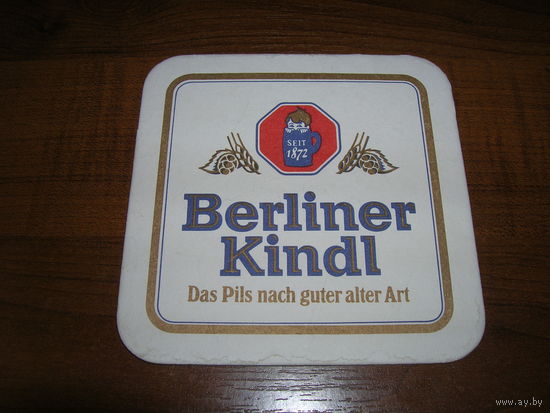 SEIT
1872
Berliner
Kindl
Das Pils nach guter alter Art
www.ay.by